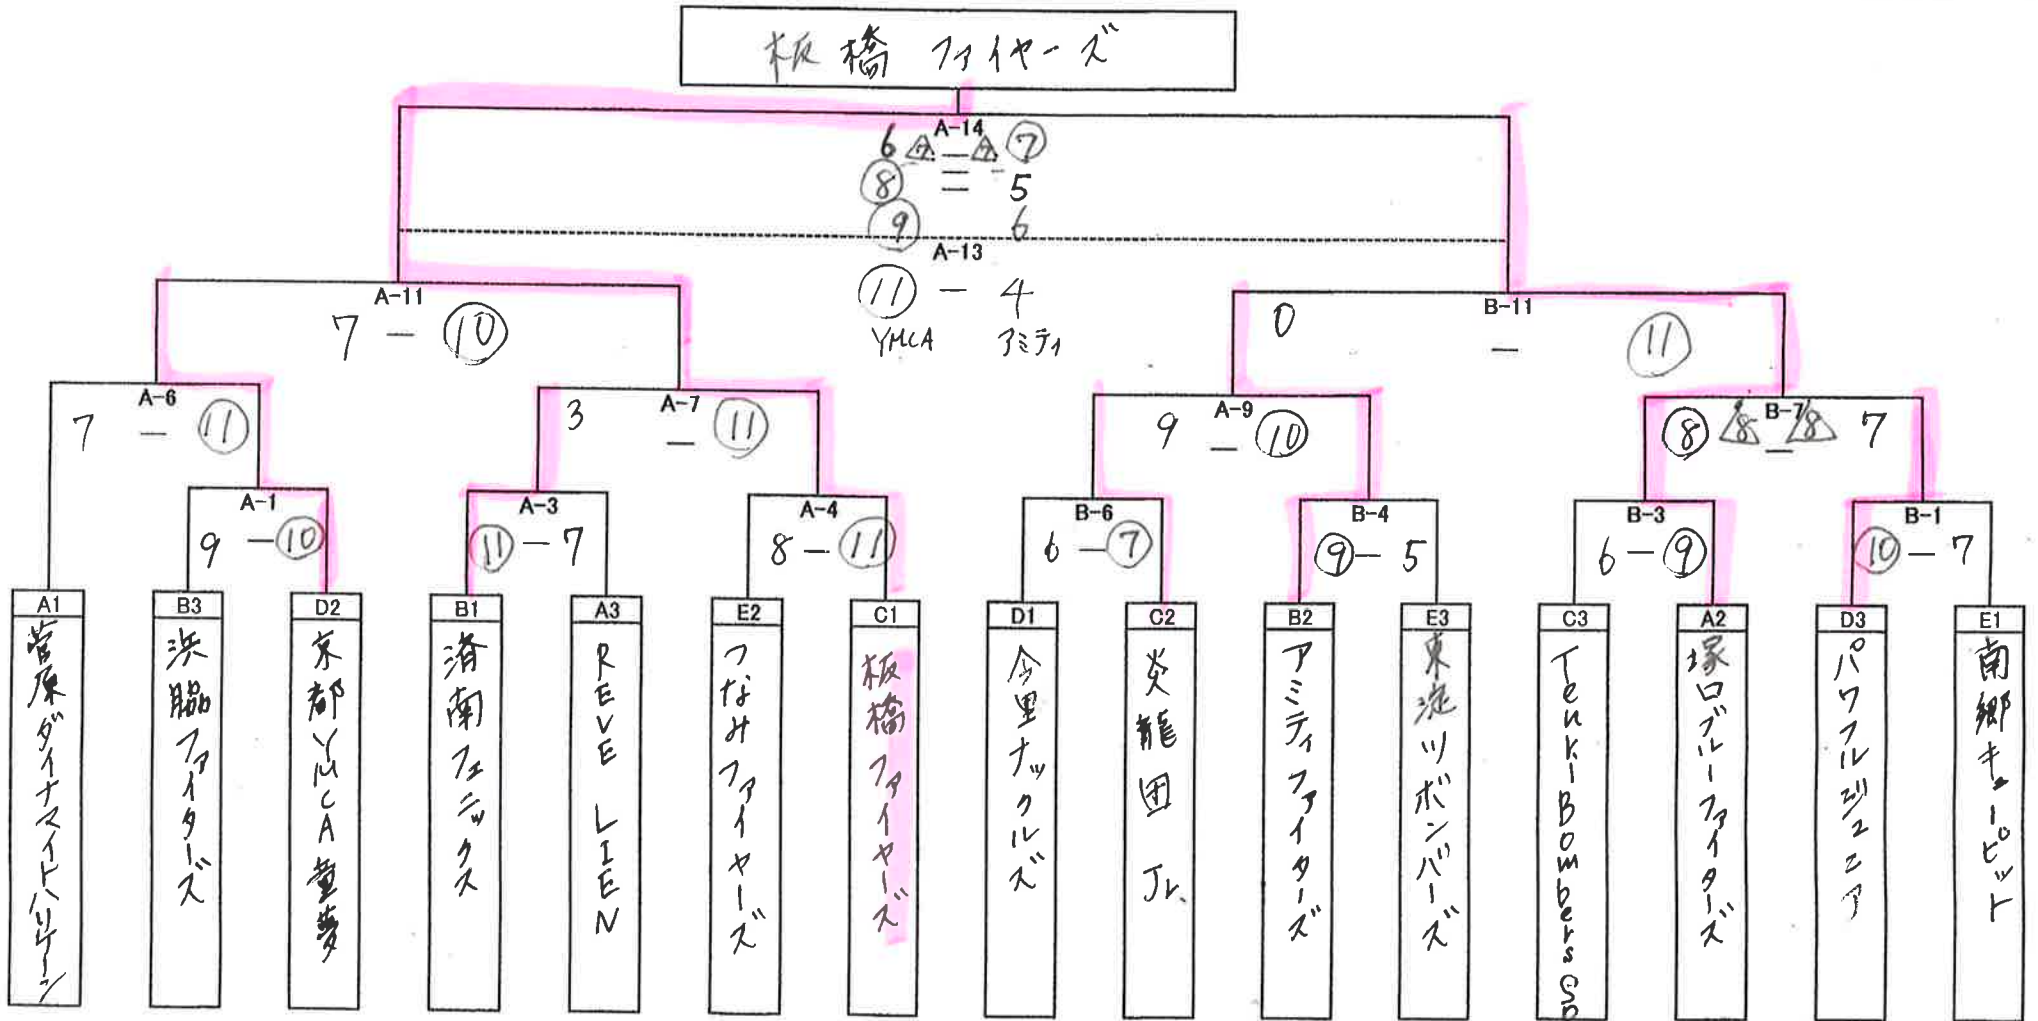 板橋ファイヤーズ
A-14
6 △7 — △7 ⑦
⑧ — 5
⑨ — 6
A-13
⑪ - 4
YMCA アミティ
A-11
7 - ⑩
B-11
0 - ⑪
A-6
7 - ⑪
A-7
3 - ⑪
A-9
9 - ⑩
B-7
⑧ △8 - △8 7
A-1
9 - ⑩
A-3
⑪ - 7
A-4
8 - ⑪
B-6
6 - ⑦
B-4
⑨ - 5
B-3
6 - ⑨
B-1
⑩ - 7
A1
菅原ダイナマイトハリケーン
B3
浜脇ファイターズ
D2
京都YMCA童夢
B1
済南フェニックス
A3
REVE LIEN
E2
つなみファイヤーズ
C1
板橋ファイヤーズ
D1
今里ナックルズ
C2
炎龍団 Jr.
B2
アミティファイターズ
E3
東淀ツボンバーズ
C3
Tenk-Bombers SP
A2
塚口ブルーファイターズ
D3
パワフルジュニア
E1
南郷キューピット